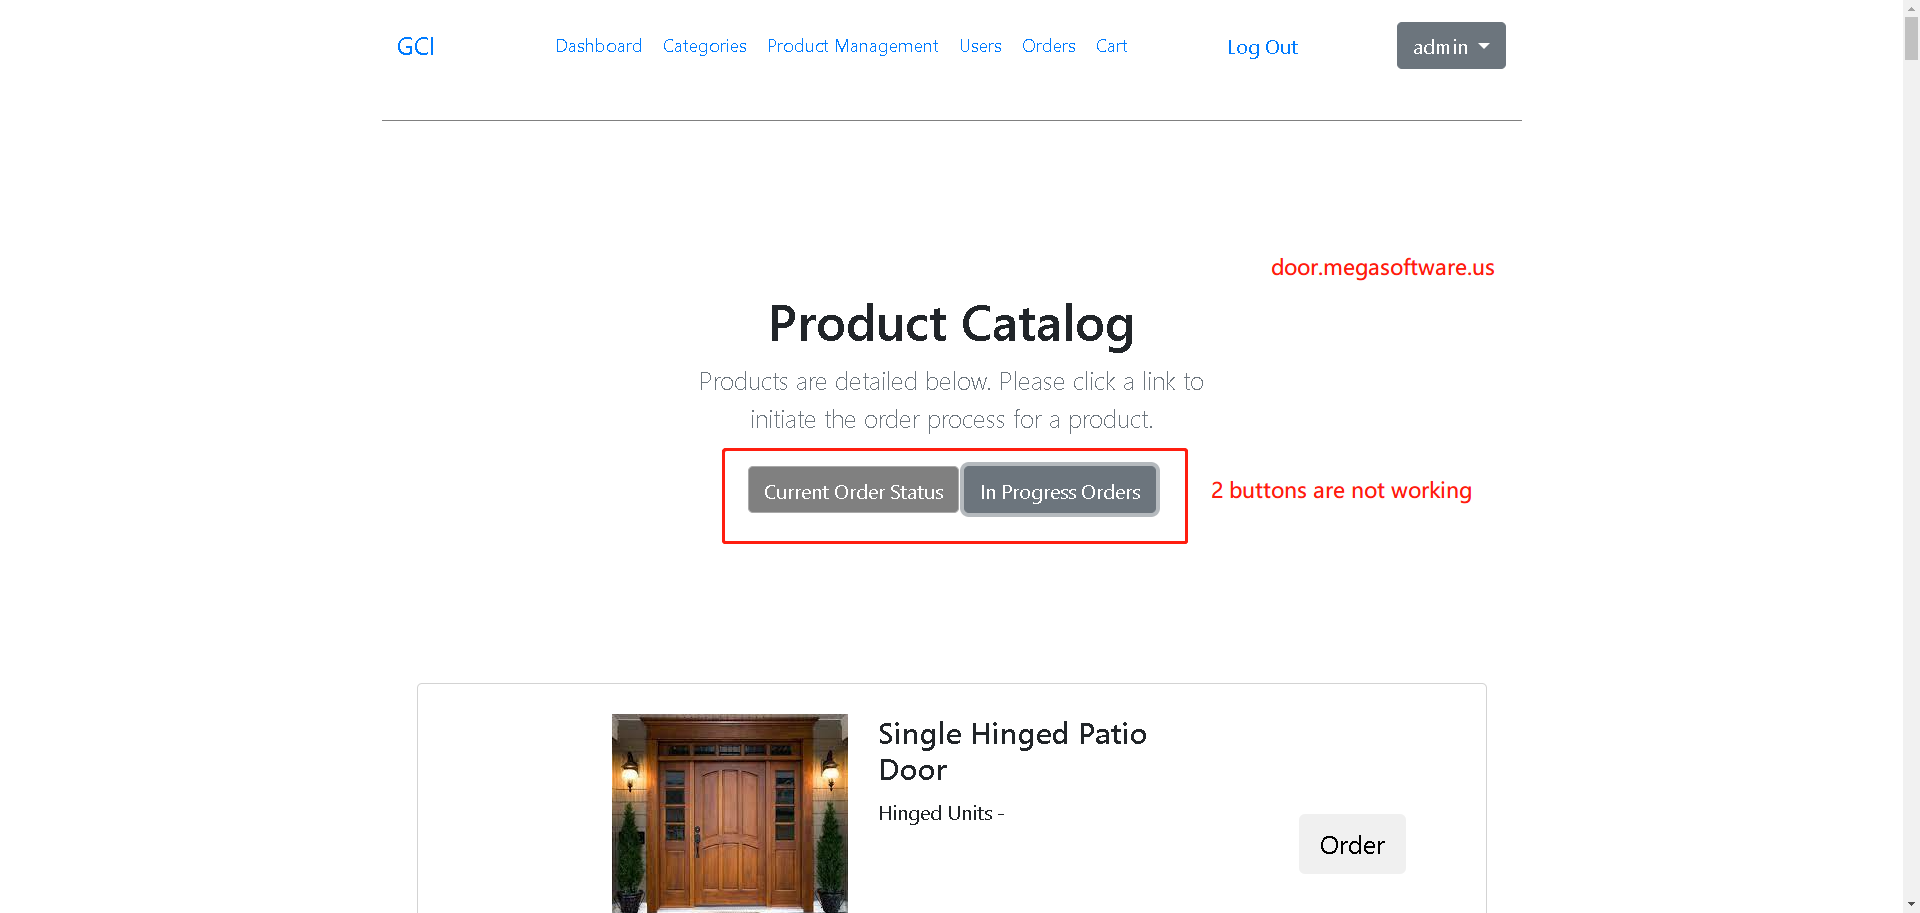 GCI
Dashboard Categories Product Management Users Orders Cart
Log Out
admin
door.megasoftware.us
Product Catalog
Products are detailed below. Please click a link to
initiate the order process for a product.
Current Order Status
In Progress Orders
2 buttons are not working
Single Hinged Patio
Door
Hinged Units -
Order